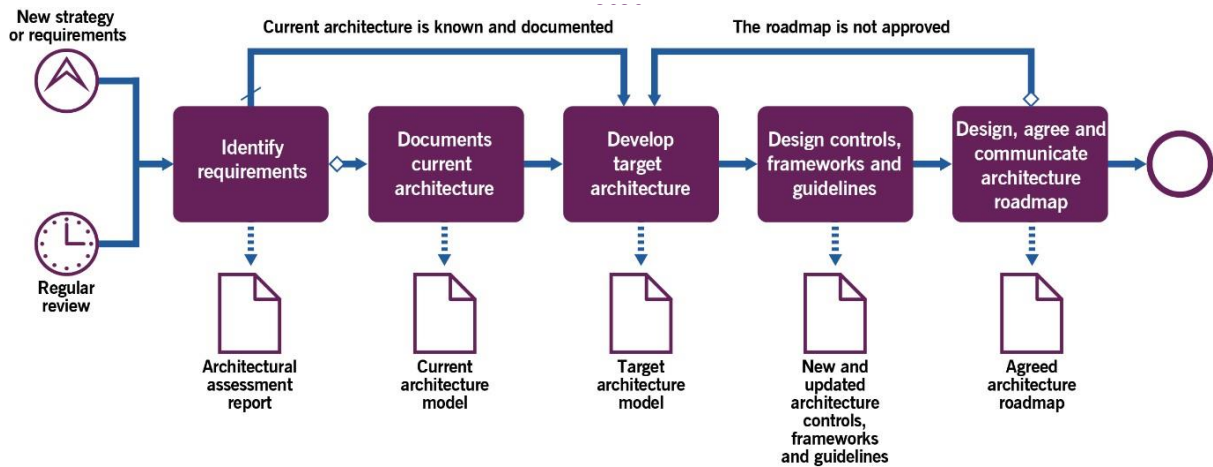 New strategy
or requirements
Current architecture is known and documented
The roadmap is not approved
Identify
requirements
Documents
current
architecture
Develop
target
architecture
Design controls,
frameworks and
guidelines
Design, agree and
communicate
architecture
roadmap
Regular
review
Architectural
assessment
report
Current
architecture
model
Target
architecture
model
New and
updated
architecture
controls,
frameworks
and guidelines
Agreed
architecture
roadmap